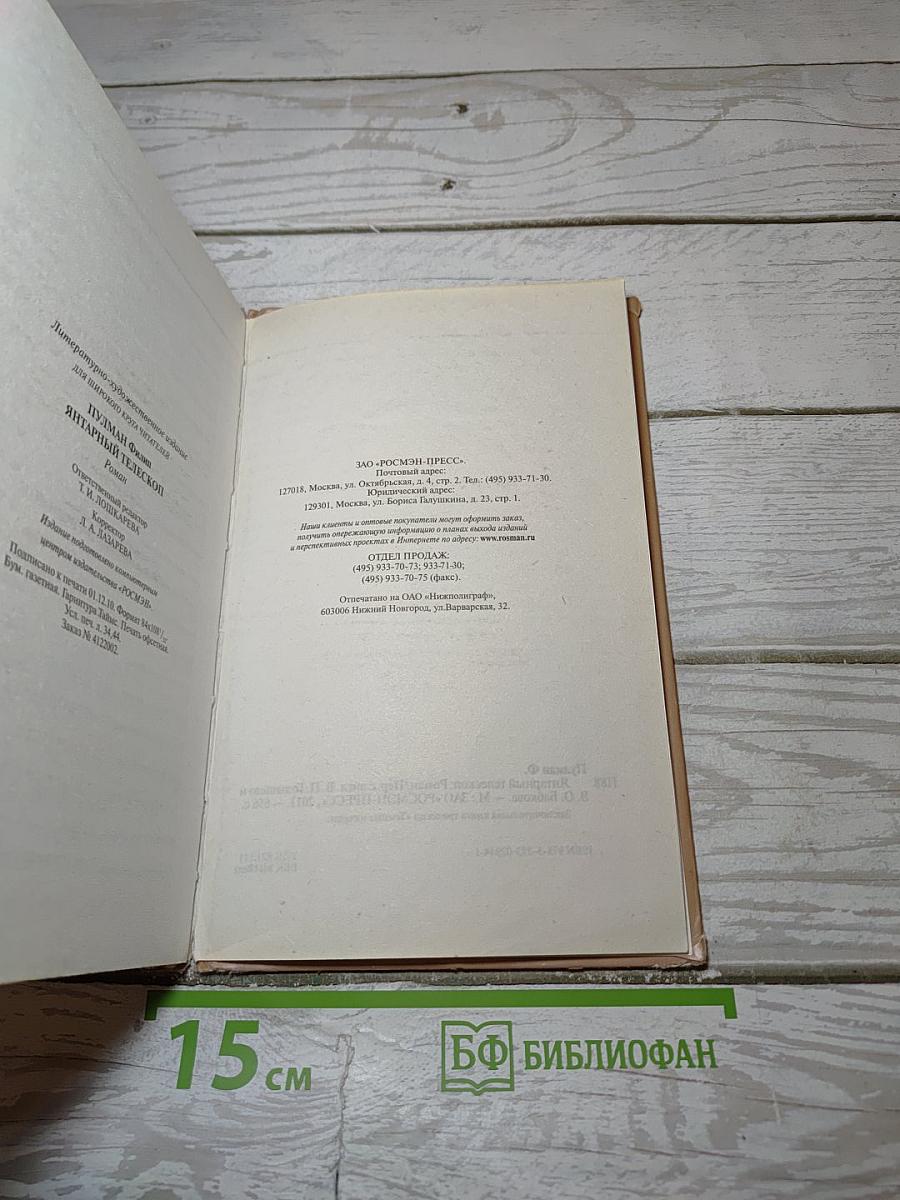 Литературно-художественное издание
для широкого круга читателей
ПУЛМАН Филип
ЯНТАРНЫЙ ТЕЛЕСКОП
Роман
Ответственный редактор
Т. И. ЛОШКАРЕВА
Корректор
Л. А. ЛАЗАРЕВА
Издание подготовлено компьютерным
центром издательства «РОСМЭН»
Подписано к печати 01.12.10. Формат 84х108¹/₃₂.
Бум. газетная. Гарнитура Таймс. Печать офсетная.
Усл. печ. л. 34,44.
Заказ № 4122002.
ЗАО «РОСМЭН-ПРЕСС».
Почтовый адрес:
127018, Москва, ул. Октябрьская, д. 4, стр. 2. Тел.: (495) 933-71-30.
Юридический адрес:
129301, Москва, ул. Бориса Галушкина, д. 23, стр. 1.
Наши клиенты и оптовые покупатели могут оформить заказ,
получить опережающую информацию о планах выхода изданий
и перспективных проектах в Интернете по адресу: www.rosman.ru
ОТДЕЛ ПРОДАЖ:
(495) 933-70-73; 933-71-30;
(495) 933-70-75 (факс).
Отпечатано на ОАО «Нижполиграф»,
603006 Нижний Новгород, ул.Варварская, 32.
15 см
БФ БИБЛИОФАН